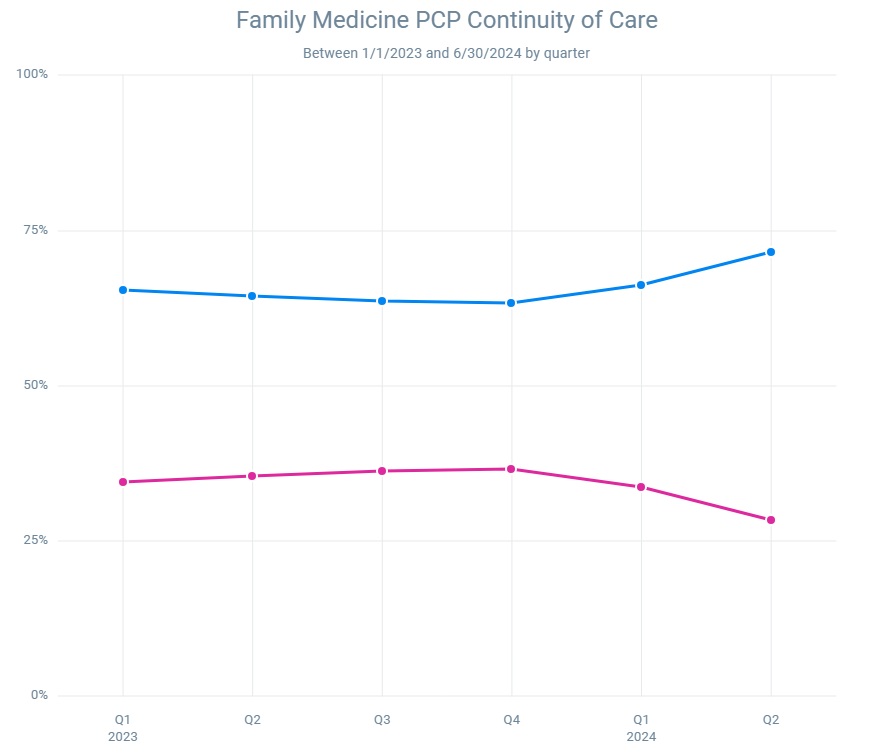 Family Medicine PCP Continuity of Care
Between 1/1/2023 and 6/30/2024 by quarter
100%
75%
50%
25%
0%
Q1 Q2 Q3 Q4 Q1 Q2
2023 2024